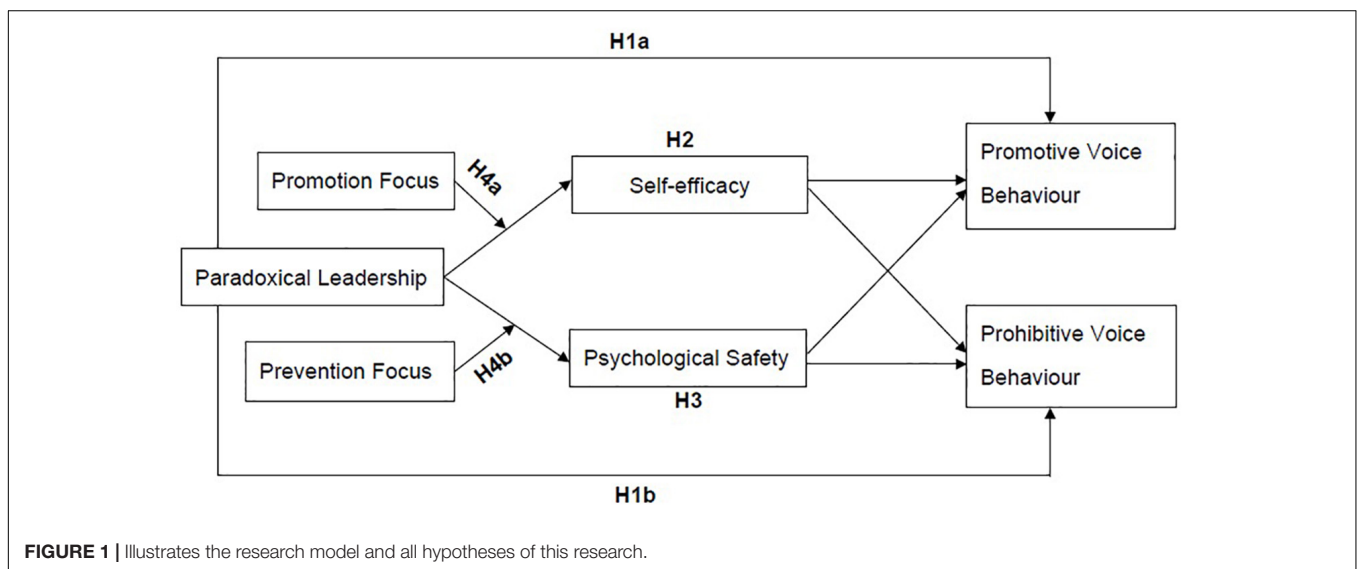 H1a
Promotion Focus
H4a
H2
Self-efficacy
Promotive Voice
Behaviour
Paradoxical Leadership
Prevention Focus
H4b
Psychological Safety
H3
Prohibitive Voice
Behaviour
H1b
FIGURE 1 | Illustrates the research model and all hypotheses of this research.